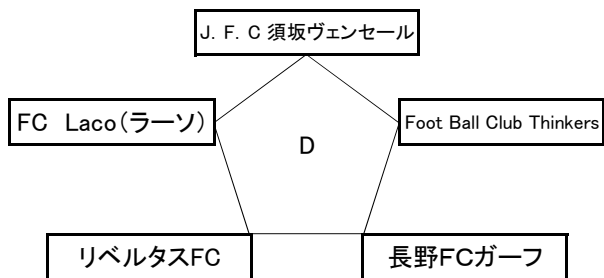 J. F. C 須坂ヴェンセール
FC　Laco(ラーソ)
Foot Ball Club Thinkers
D
リベルタスFC
長野FCガーフ